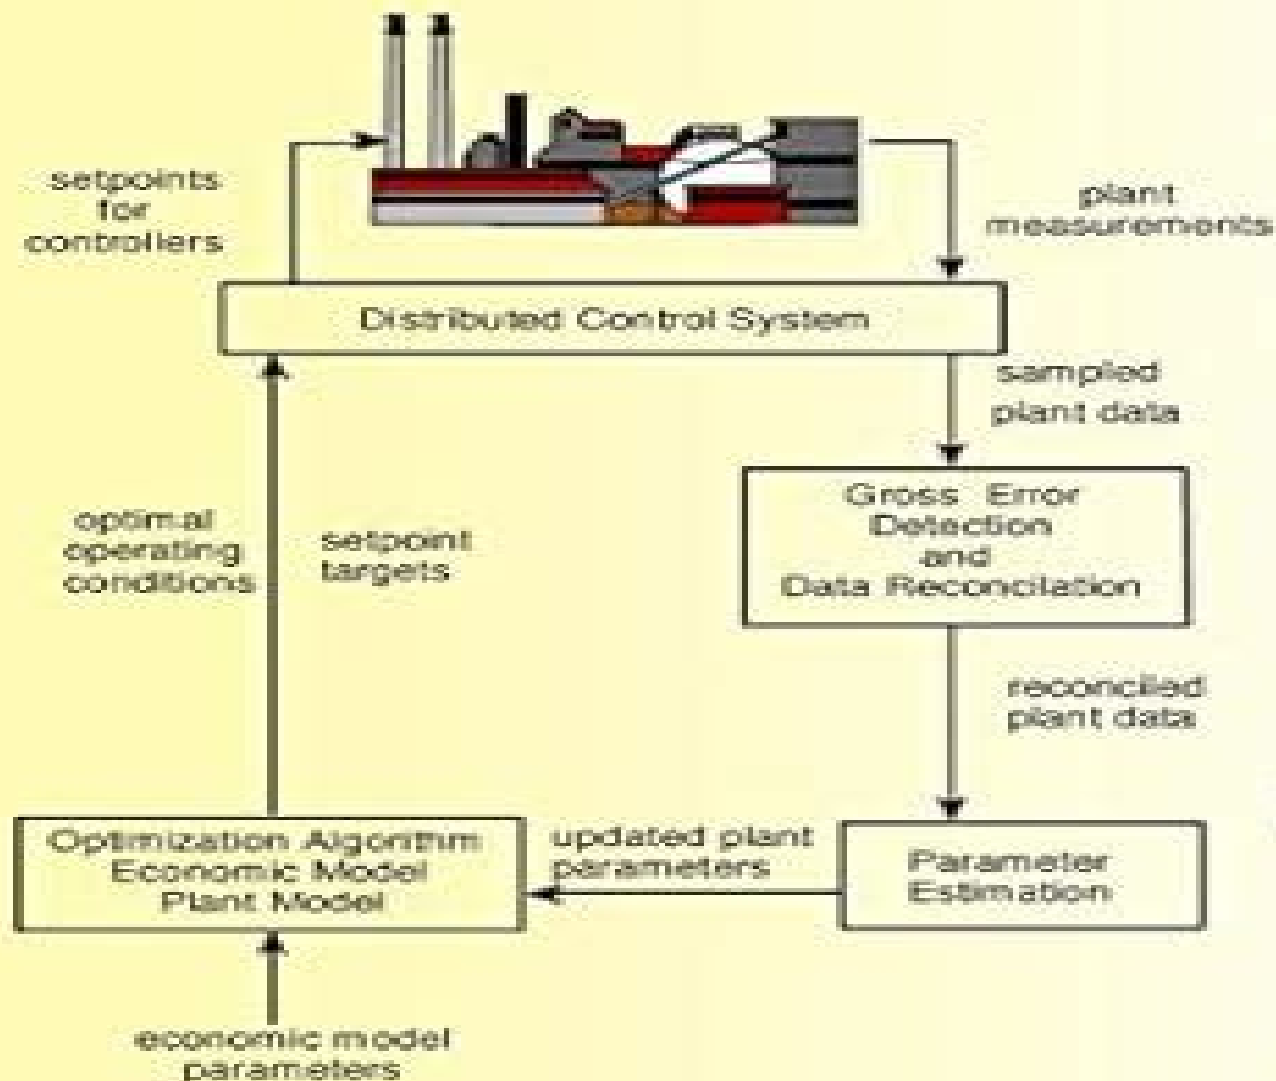 setpoints
for
controllers
plant
measurements
Distributed Control System
sampled
plant data
Gross Error
Detection
and
Data Reconcilation
optimal
operating
conditions
setpoint
targets
reconciled
plant data
Optimization Algorithm
Economic Model
Plant Model
updated plant
parameters
Parameter
Estimation
economic model
parameters